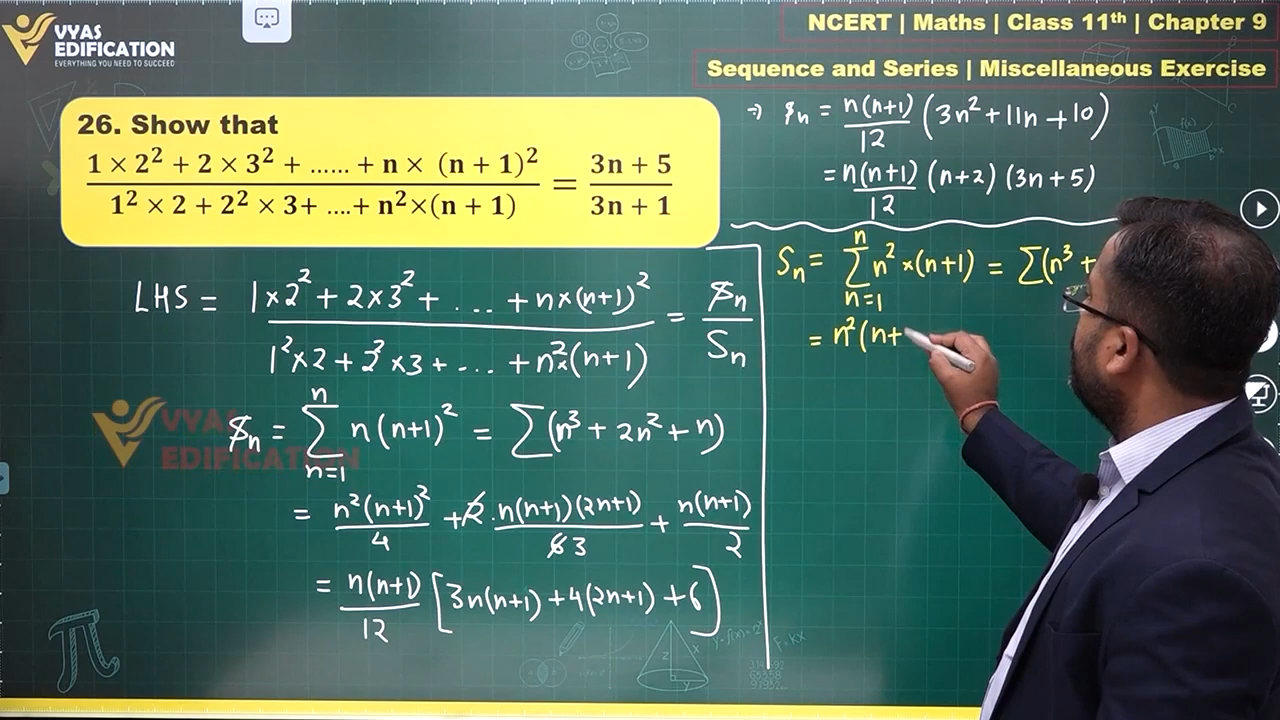 VYAS
EDIFICATION
EVERYTHING YOU NEED TO SUCCEED
NCERT | Maths | Class 11th | Chapter 9
Sequence and Series | Miscellaneous Exercise
26. Show that
1 × 2² + 2 × 3² + ...... + n × (n + 1)² / 1² × 2 + 2² × 3+ ....+ n²×(n + 1) = 3n + 5 / 3n + 1
LHS = 1×2² + 2×3² + ... + n×(n+1)² / 1²×2 + 2²×3 + ... + n²×(n+1) = $n / Sn
$n = Σ n=1 n n(n+1)² = Σ(n³ + 2n² + n)
= n²(n+1)² / 4 + 2 . n(n+1)(2n+1) / 6 3 + n(n+1) / 2
= n(n+1) / 12 [3n(n+1) + 4(2n+1) + 6]
⇒ $n = n(n+1) / 12 (3n² + 11n + 10)
= n(n+1) / 12 (n+2) (3n+5)
Sn = Σ n=1 n n² ×(n+1) = Σ(n³ +
= n²(n+
VYAS
EDIFICATION